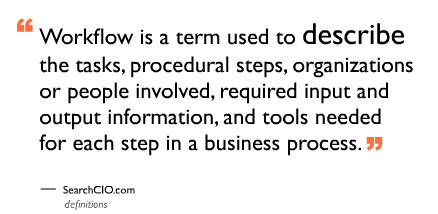 “ Workflow is a term used to describe
the tasks, procedural steps, organizations
or people involved, required input and
output information, and tools needed
for each step in a business process. ”
— SearchCIO.com
definitions